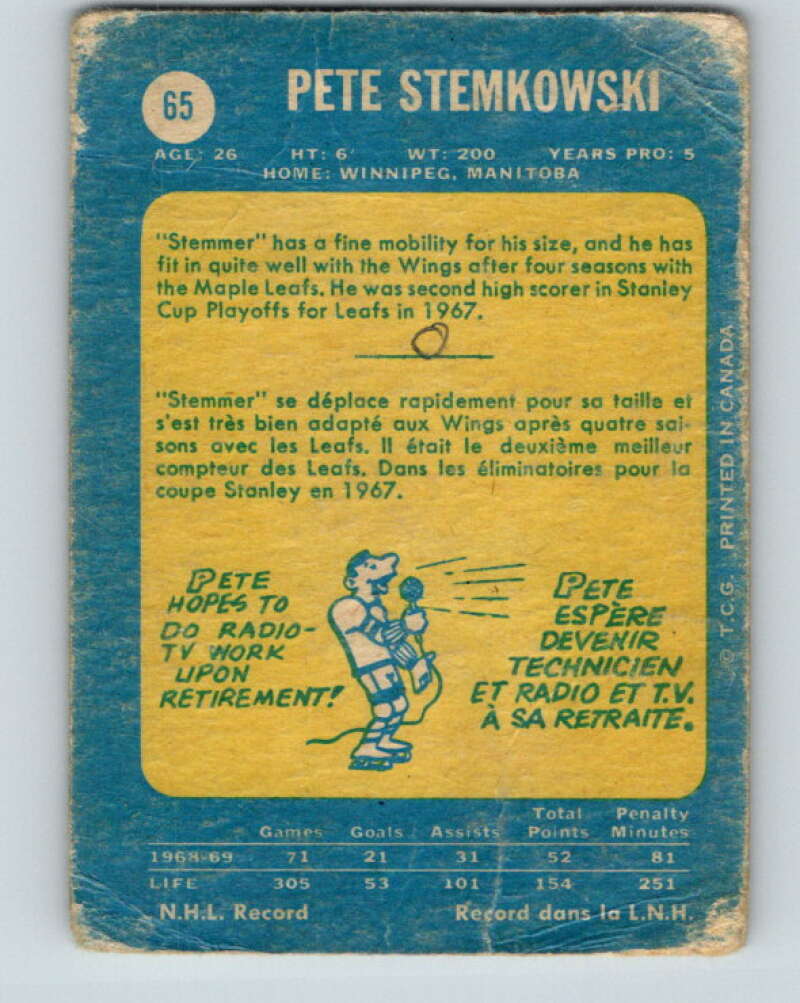 65
PETE STEMKOWSKI
AGE: 26 HT: 6' WT: 200 YEARS PRO: 5
HOME: WINNIPEG, MANITOBA
"Stemmer" has a fine mobility for his size, and he has
fit in quite well with the Wings after four seasons with
the Maple Leafs. He was second high scorer in Stanley
Cup Playoffs for Leafs in 1967.
"Stemmer" se déplace rapidement pour sa taille et
s'est très bien adapté aux Wings après quatre sai-
sons avec les Leafs. Il était le deuxième meilleur
compteur des Leafs. Dans les éliminatoires pour la
coupe Stanley en 1967.
PETE
HOPES TO
DO RADIO-
TV WORK
UPON
RETIREMENT!
PETE
ESPÈRE
DEVENIR
TECHNICIEN
ET RADIO ET T.V.
À SA RETRAITE.
© T.C.G. PRINTED IN CANADA
Games Goals Assists Total Points Penalty Minutes
1968-69 71 21 31 52 81
LIFE 305 53 101 154 251
N.H.L. Record Record dans la L.N.H.